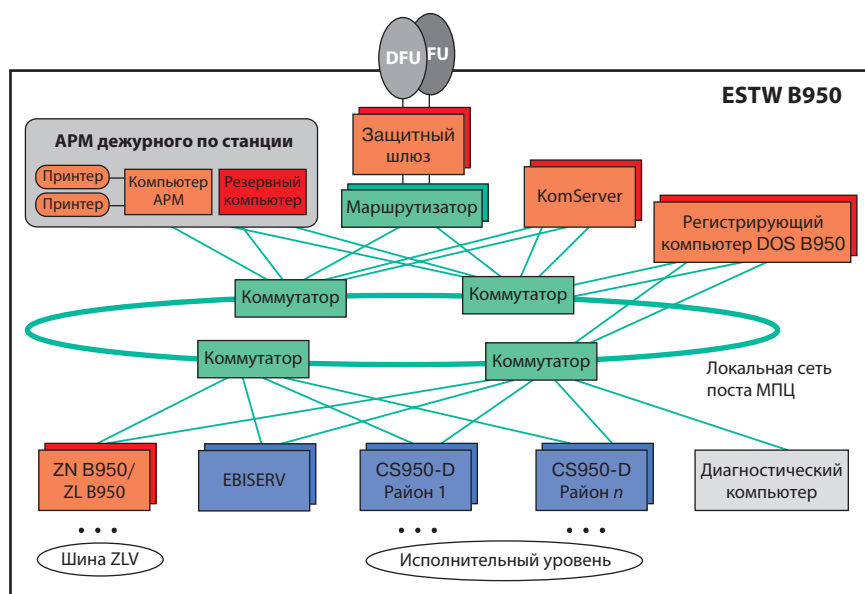 DFU
FU
ESTW B950
АРМ дежурного по станции
Принтер
Принтер
Компьютер
АРМ
Резервный
компьютер
Защитный
шлюз
Маршрутизатор
KomServer
Регистрирующий
компьютер DOS B950
Коммутатор
Коммутатор
Коммутатор
Коммутатор
Локальная сеть
поста МПЦ
ZN B950/
ZL B950
EBISERV
CS950-D
Район 1
CS950-D
Район n
Диагностический
компьютер
• • •
• • •
• • •
Шина ZLV
Исполнительный уровень